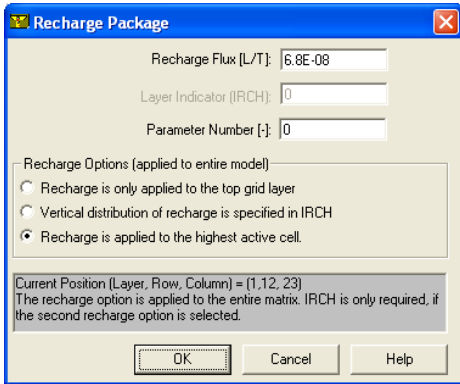 Recharge Package
Recharge Flux [L/T]: 6.8E-08
Layer Indicator (IRCH): 0
Parameter Number [-]: 0
Recharge Options (applied to entire model)
Recharge is only applied to the top grid layer
Vertical distribution of recharge is specified in IRCH
Recharge is applied to the highest active cell.
Current Position (Layer, Row, Column) = (1,12, 23)
The recharge option is applied to the entire matrix. IRCH is only required, if
the second recharge option is selected.
OK Cancel Help